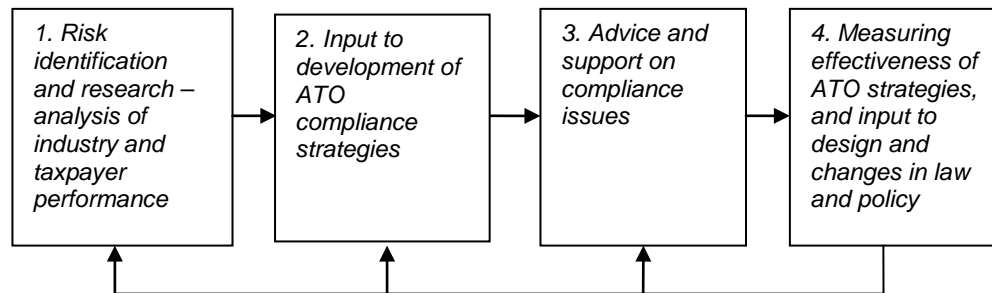 1. Risk
identification
and research –
analysis of
industry and
taxpayer
performance
2. Input to
development of
ATO
compliance
strategies
3. Advice and
support on
compliance
issues
4. Measuring
effectiveness of
ATO strategies,
and input to
design and
changes in law
and policy